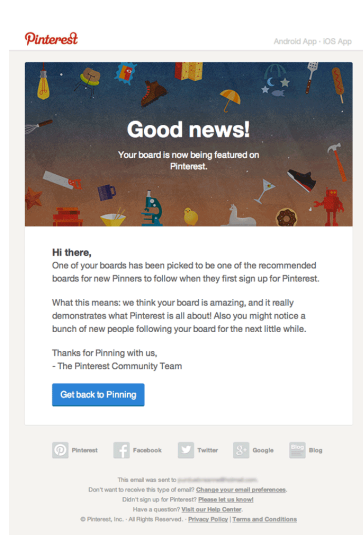 Pinterest
Android App - iOS App
Good news!
Your board is now being featured on
Pinterest.
Hi there,
One of your boards has been picked to be one of the recommended
boards for new Pinners to follow when they first sign up for Pinterest.
What this means: we think your board is amazing, and it really
demonstrates what Pinterest is all about! Also you might notice a
bunch of new people following your board for the next little while.
Thanks for Pinning with us,
- The Pinterest Community Team
Get back to Pinning
Pinterest Facebook Twitter Google Blog Blog
This email was sent to
Don't want to receive this type of email? Change your email preferences.
Didn't sign up for Pinterest? Please let us know!
Have a question? Visit our Help Center.
© Pinterest, Inc. - All Rights Reserved. - Privacy Policy | Terms and Conditions